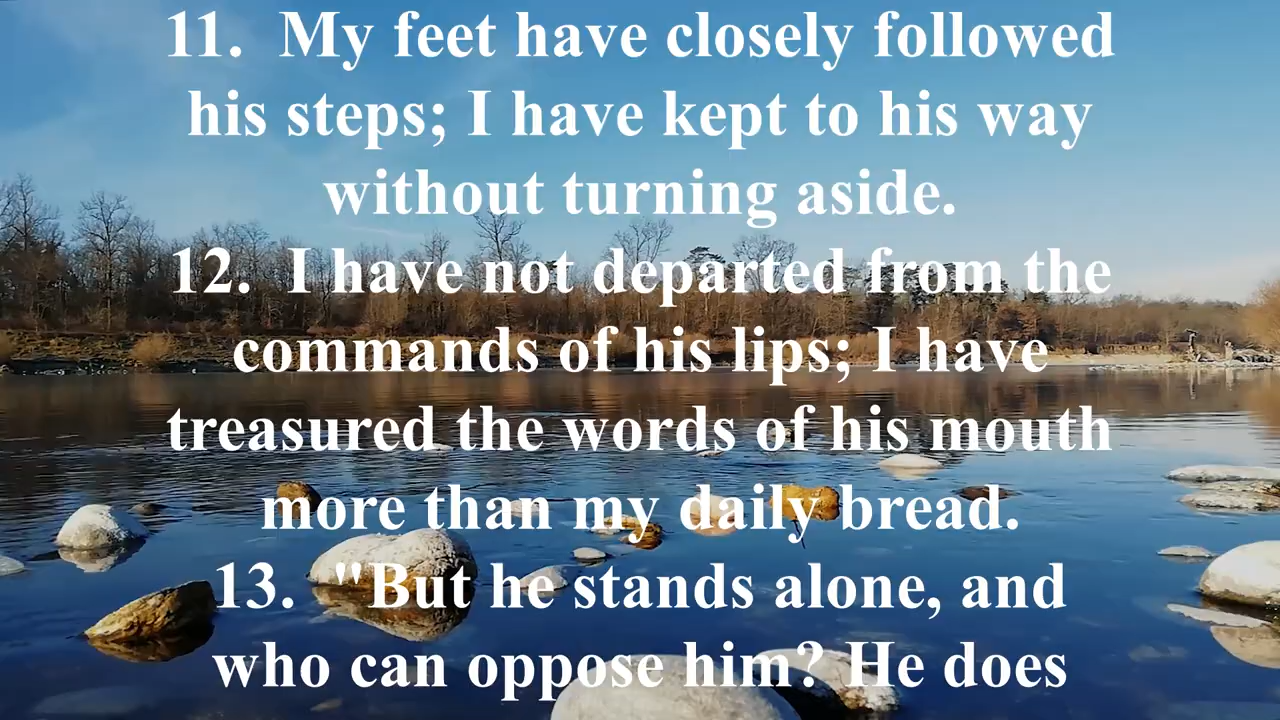 11.  My feet have closely followed
his steps; I have kept to his way
without turning aside.
12.  I have not departed from the
commands of his lips; I have
treasured the words of his mouth
more than my daily bread.
13.  "But he stands alone, and
who can oppose him? He does